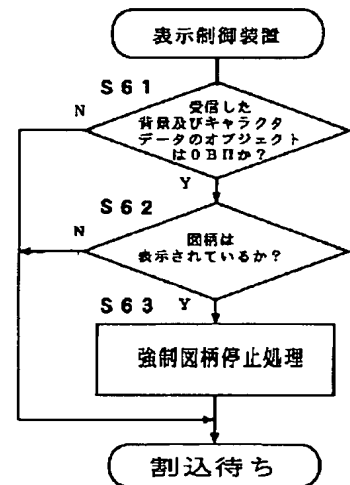 表示制御装置
S61
N
受信した
背景及びキャラクタ
データのオブジェクト
は0BHか?
Y
S62
N
図柄は
表示されているか?
S63
Y
強制図柄停止処理
割込待ち